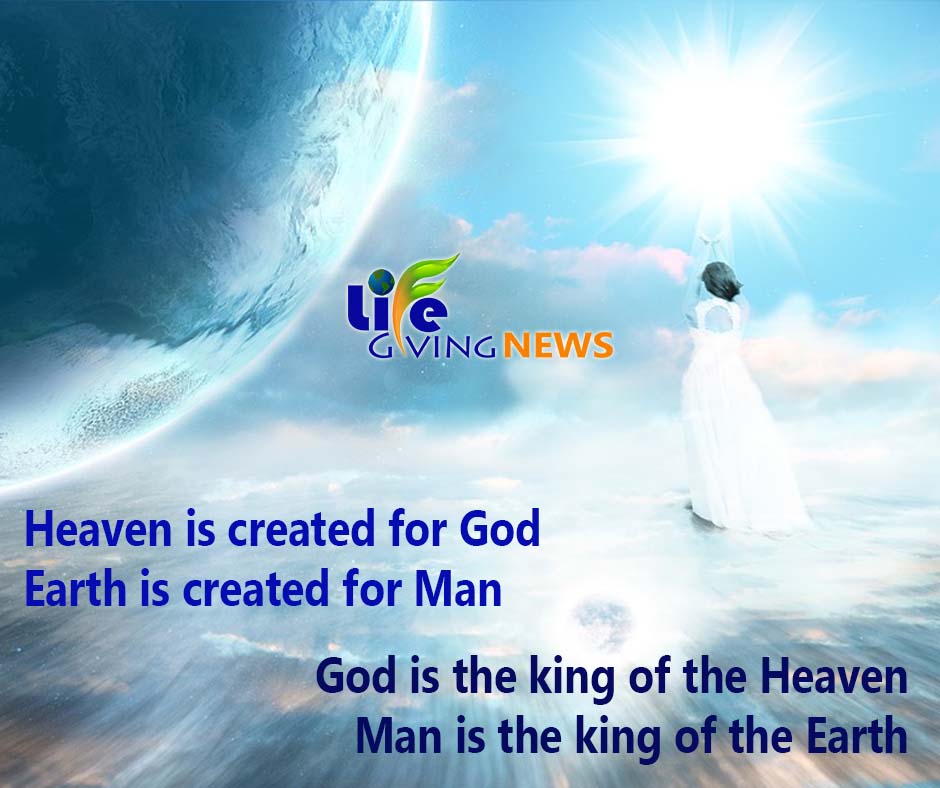 Life
GIVING NEWS
Heaven is created for God
Earth is created for Man
God is the king of the Heaven
Man is the king of the Earth